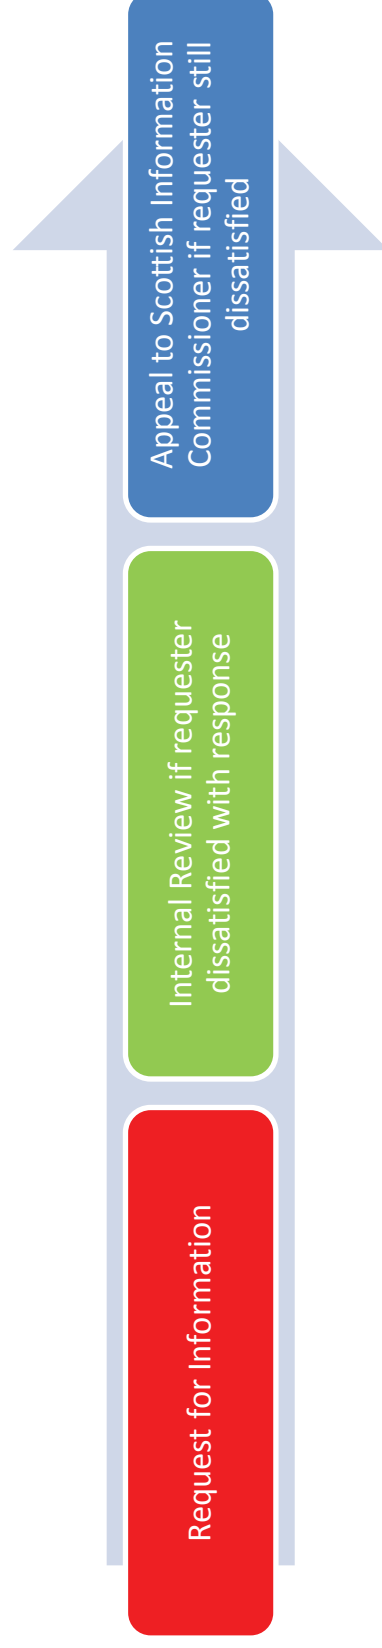 Request for Information
Internal Review if requester
dissatisfied with response
Appeal to Scottish Information
Commissioner if requester still
dissatisfied